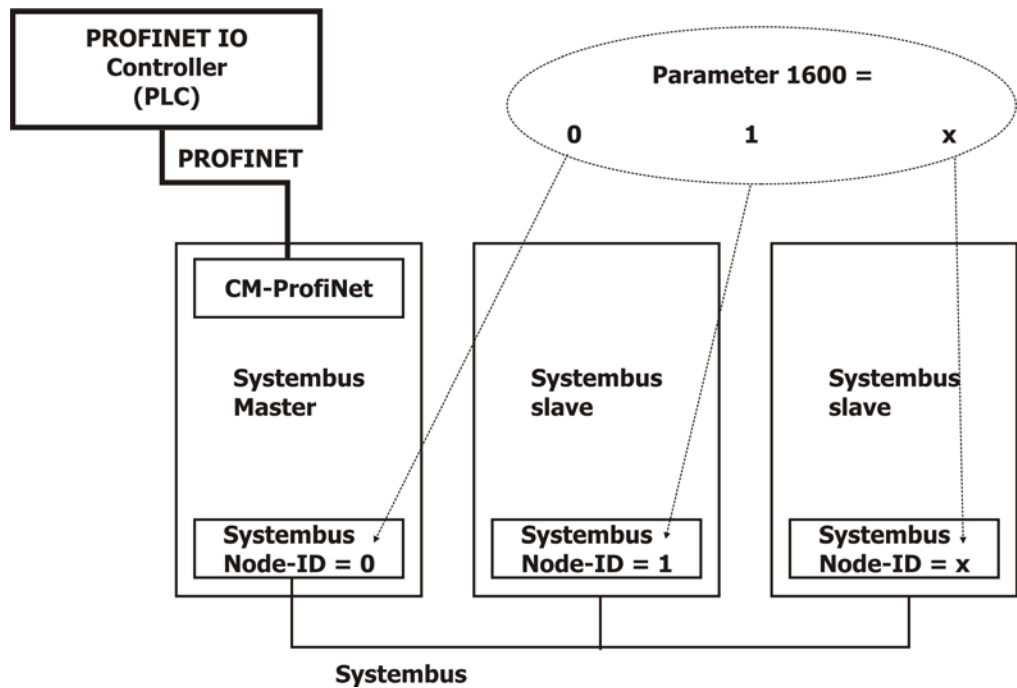 PROFINET IO
Controller
(PLC)
PROFINET
Parameter 1600 =
0 1 x
CM-ProfiNet
Systembus
Master
Systembus
Node-ID = 0
Systembus
slave
Systembus
Node-ID = 1
Systembus
slave
Systembus
Node-ID = x
Systembus